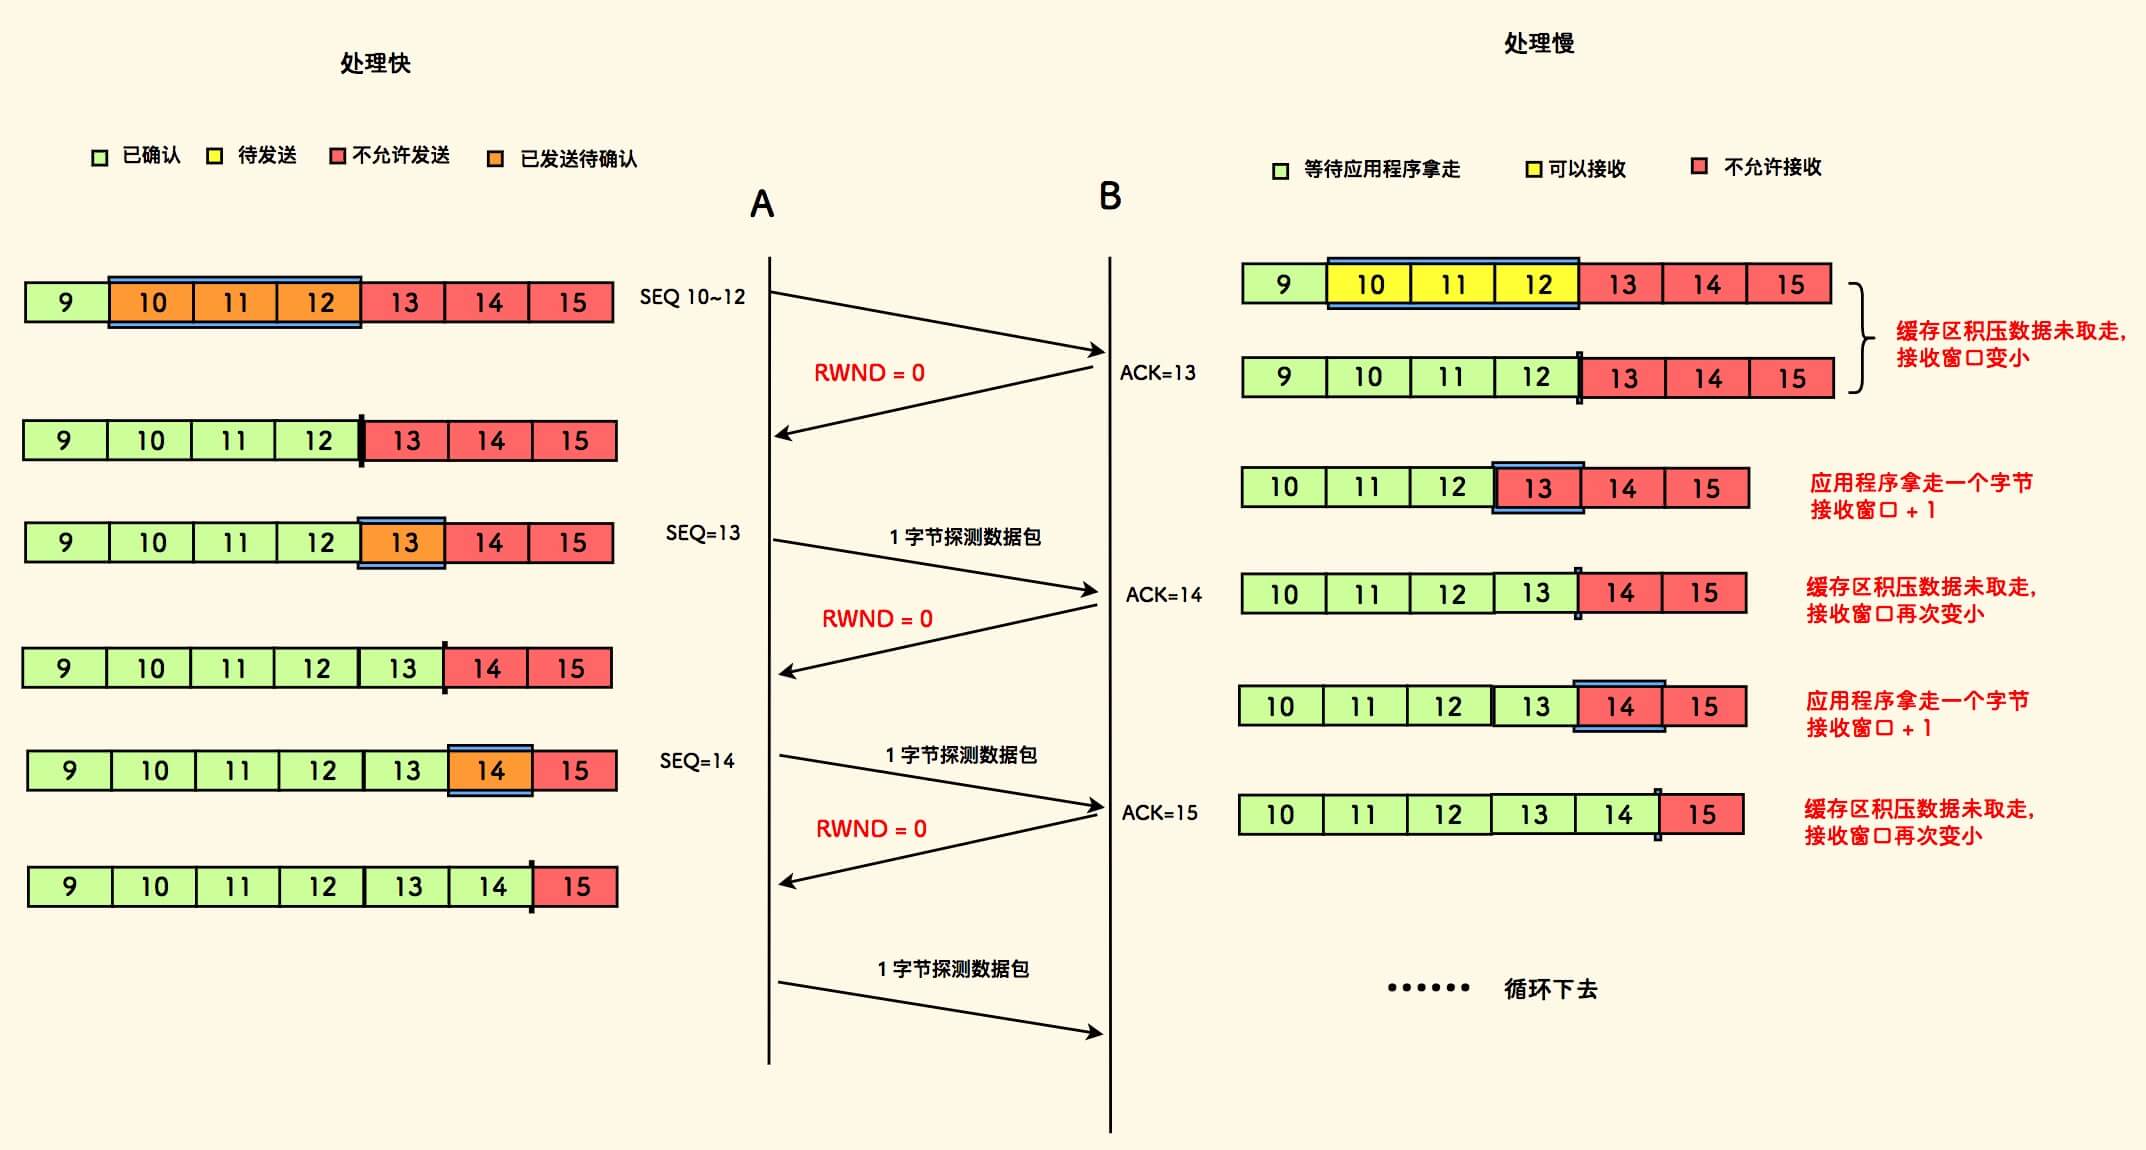 处理快
处理慢
已确认 待发送 不允许发送 已发送待确认
等待应用程序拿走 可以接收 不允许接收
A
B
9 10 11 12 13 14 15
SEQ 10~12
9 10 11 12 13 14 15
缓存区积压数据未取走,
接收窗口变小
RWND = 0
ACK=13
9 10 11 12 13 14 15
9 10 11 12 13 14 15
10 11 12 13 14 15
应用程序拿走一个字节
接收窗口 + 1
9 10 11 12 13 14 15
SEQ=13
1 字节探测数据包
ACK=14
10 11 12 13 14 15
缓存区积压数据未取走,
接收窗口再次变小
RWND = 0
9 10 11 12 13 14 15
10 11 12 13 14 15
应用程序拿走一个字节
接收窗口 + 1
9 10 11 12 13 14 15
SEQ=14
1 字节探测数据包
ACK=15
10 11 12 13 14 15
缓存区积压数据未取走,
接收窗口再次变小
RWND = 0
9 10 11 12 13 14 15
1 字节探测数据包
······ 循环下去